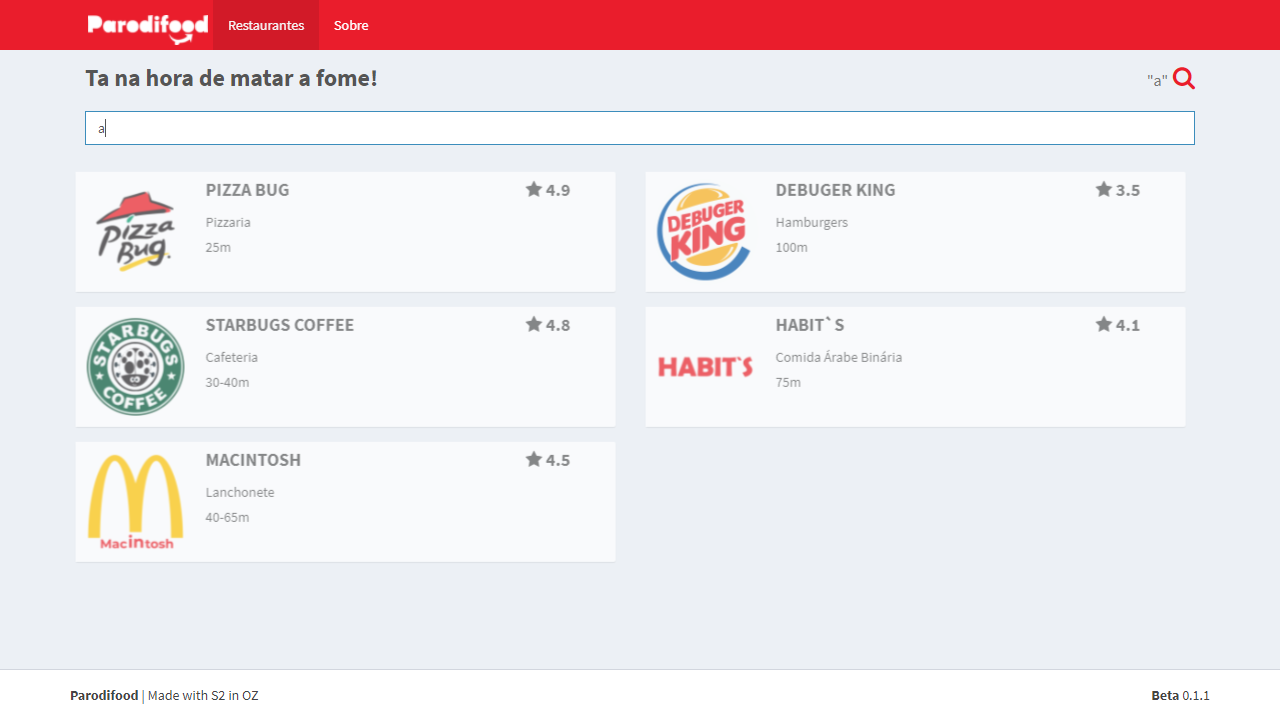 Parodifood Restaurantes Sobre
Ta na hora de matar a fome!
"a"
a
Pizza Bug.
PIZZA BUG
4.9
Pizzaria
25m
DEBUGER KING
DEBUGER KING
3.5
Hamburgers
100m
STARBUGS COFFEE
STARBUGS COFFEE
4.8
Cafeteria
30-40m
HABIT`S
HABIT`S
4.1
Comida Árabe Binária
75m
Macintosh
MACINTOSH
4.5
Lanchonete
40-65m
Parodifood | Made with S2 in OZ
Beta 0.1.1